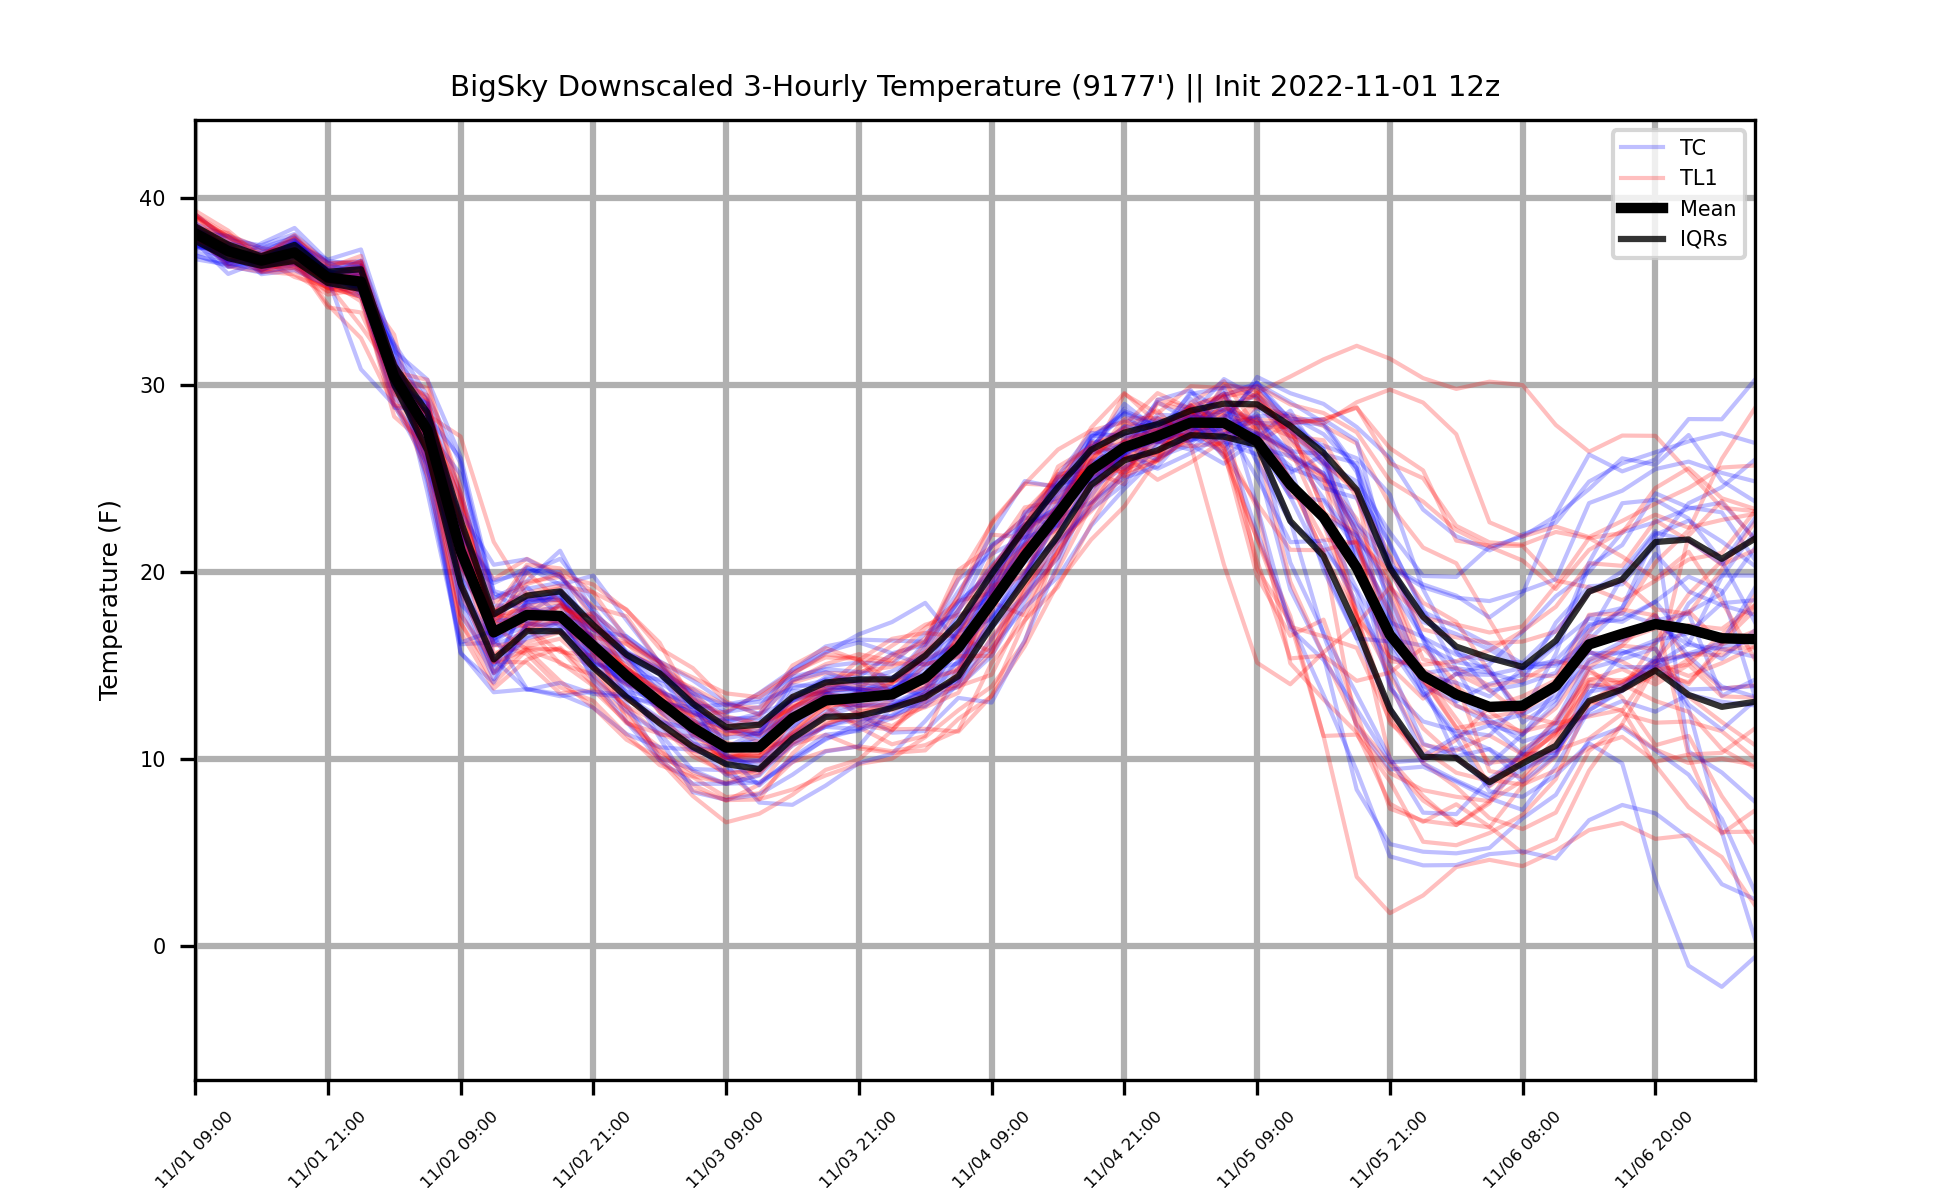 BigSky Downscaled 3-Hourly Temperature (9177') || Init 2022-11-01 12z
TC
TL1
Mean
IQRs
Temperature (F)
40
30
20
10
0
11/01 09:00
11/01 21:00
11/02 09:00
11/02 21:00
11/03 09:00
11/03 21:00
11/04 09:00
11/04 21:00
11/05 09:00
11/05 21:00
11/06 08:00
11/06 20:00